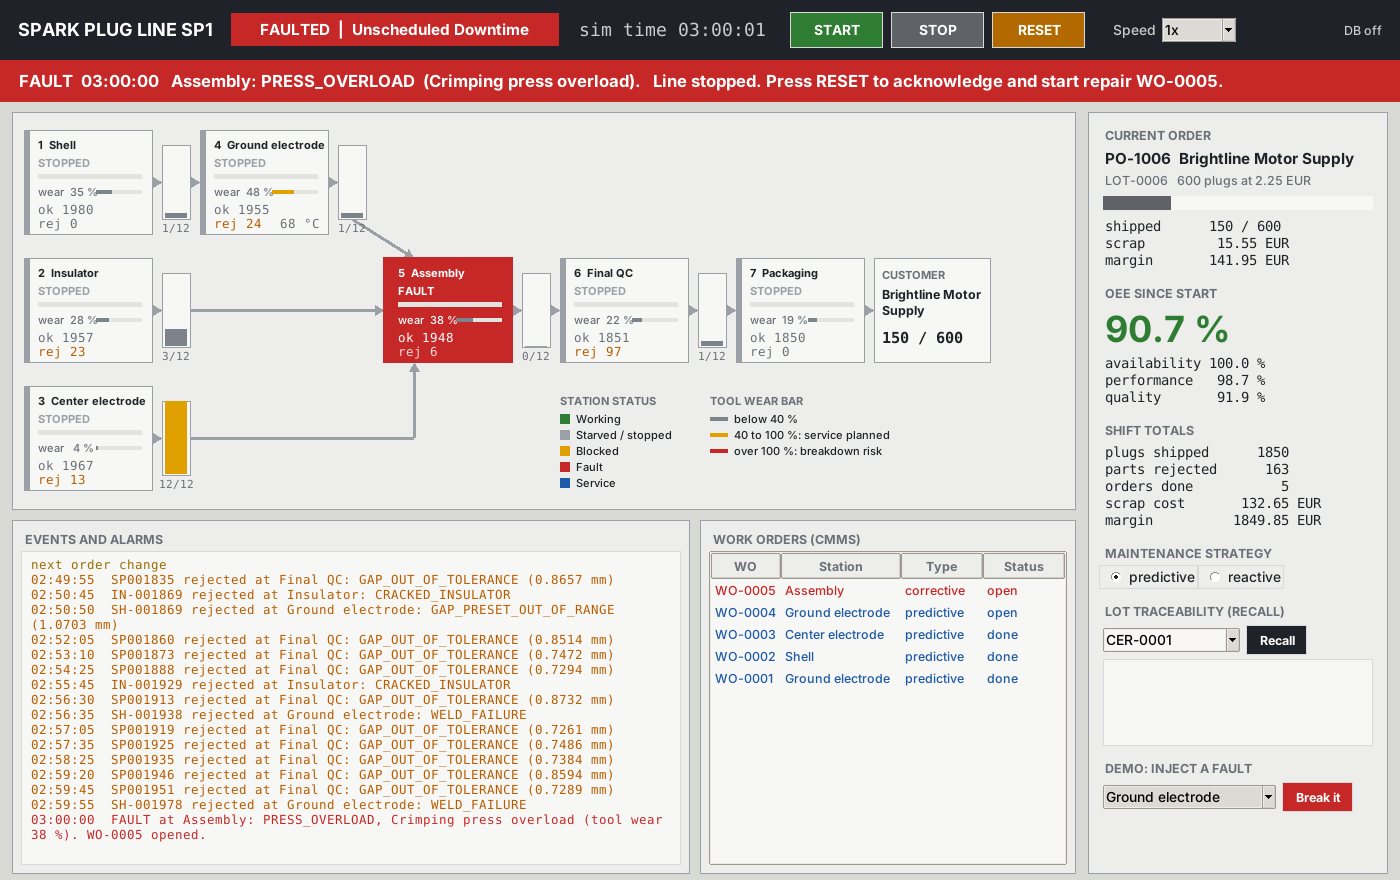 SPARK PLUG LINE SP1
FAULTED | Unscheduled Downtime
sim time 03:00:01
START
STOP
RESET
Speed 1x
DB off
FAULT 03:00:00 Assembly: PRESS_OVERLOAD (Crimping press overload). Line stopped. Press RESET to acknowledge and start repair WO-0005.
1 Shell
STOPPED
wear 35 %
ok 1980
rej 0
1/12
4 Ground electrode
STOPPED
wear 48 %
ok 1955
rej 24 68 °C
1/12
2 Insulator
STOPPED
wear 28 %
ok 1957
rej 23
3/12
5 Assembly
FAULT
wear 38 %
ok 1948
rej 6
0/12
6 Final QC
STOPPED
wear 22 %
ok 1851
rej 97
1/12
7 Packaging
STOPPED
wear 19 %
ok 1850
rej 0
CUSTOMER
Brightline Motor
Supply
150 / 600
3 Center electrode
STOPPED
wear 4 %
ok 1967
rej 13
12/12
STATION STATUS
Working
Starved / stopped
Blocked
Fault
Service
TOOL WEAR BAR
below 40 %
40 to 100 %: service planned
over 100 %: breakdown risk
EVENTS AND ALARMS
next order change
02:49:55 SP001835 rejected at Final QC: GAP_OUT_OF_TOLERANCE (0.8657 mm)
02:50:45 IN-001869 rejected at Insulator: CRACKED_INSULATOR
02:50:50 SH-001869 rejected at Ground electrode: GAP_PRESET_OUT_OF_RANGE
(1.0703 mm)
02:52:05 SP001860 rejected at Final QC: GAP_OUT_OF_TOLERANCE (0.8514 mm)
02:53:10 SP001873 rejected at Final QC: GAP_OUT_OF_TOLERANCE (0.7472 mm)
02:54:25 SP001888 rejected at Final QC: GAP_OUT_OF_TOLERANCE (0.7294 mm)
02:55:45 IN-001929 rejected at Insulator: CRACKED_INSULATOR
02:56:30 SP001913 rejected at Final QC: GAP_OUT_OF_TOLERANCE (0.8732 mm)
02:56:35 SH-001938 rejected at Ground electrode: WELD_FAILURE
02:57:05 SP001919 rejected at Final QC: GAP_OUT_OF_TOLERANCE (0.7261 mm)
02:57:35 SP001925 rejected at Final QC: GAP_OUT_OF_TOLERANCE (0.7486 mm)
02:58:25 SP001935 rejected at Final QC: GAP_OUT_OF_TOLERANCE (0.7384 mm)
02:59:20 SP001946 rejected at Final QC: GAP_OUT_OF_TOLERANCE (0.8594 mm)
02:59:45 SP001951 rejected at Final QC: GAP_OUT_OF_TOLERANCE (0.7289 mm)
02:59:55 SH-001978 rejected at Ground electrode: WELD_FAILURE
03:00:00 FAULT at Assembly: PRESS_OVERLOAD, Crimping press overload (tool wear
38 %). WO-0005 opened.
WORK ORDERS (CMMS)
WO Station Type Status
WO-0005 Assembly corrective open
WO-0004 Ground electrode predictive open
WO-0003 Center electrode predictive done
WO-0002 Shell predictive done
WO-0001 Ground electrode predictive done
CURRENT ORDER
PO-1006 Brightline Motor Supply
LOT-0006 600 plugs at 2.25 EUR
shipped 150 / 600
scrap 15.55 EUR
margin 141.95 EUR
OEE SINCE START
90.7 %
availability 100.0 %
performance 98.7 %
quality 91.9 %
SHIFT TOTALS
plugs shipped 1850
parts rejected 163
orders done 5
scrap cost 132.65 EUR
margin 1849.85 EUR
MAINTENANCE STRATEGY
predictive reactive
LOT TRACEABILITY (RECALL)
CER-0001 Recall
DEMO: INJECT A FAULT
Ground electrode Break it